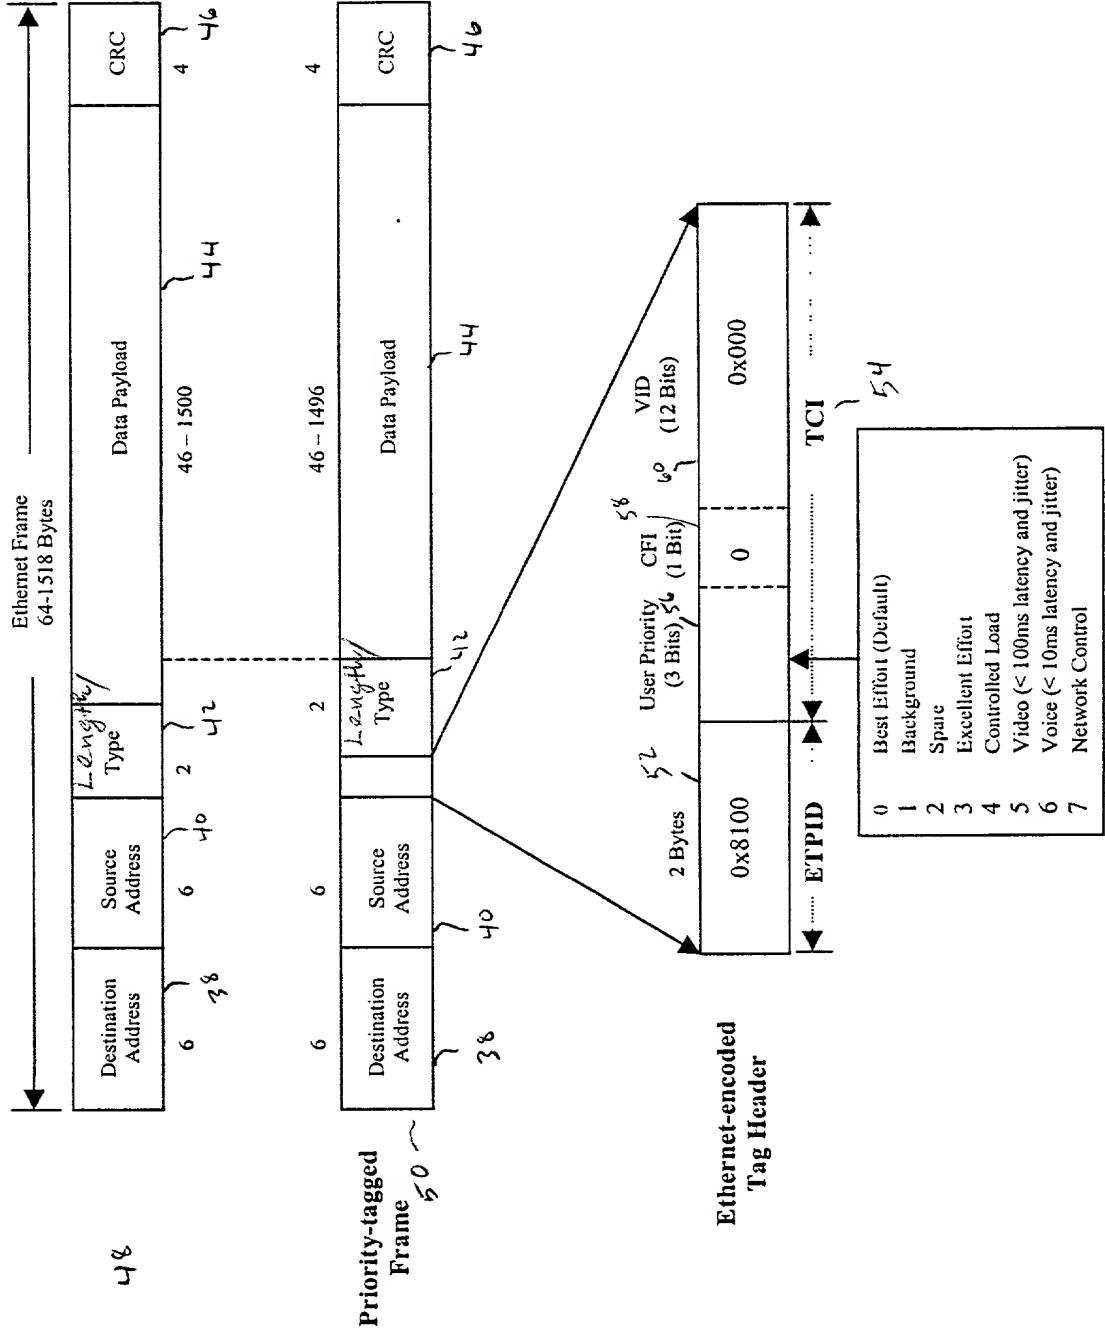 Ethernet Frame
64-1518 Bytes
48
Destination
Address
Source
Address
Length/
Type
Data Payload
CRC
6
38
6
40
2
42
46 – 1500
44
4
46
6
6
2
46 – 1496
4
Priority-tagged
Frame
50
Destination
Address
Source
Address
Length/
Type
Data Payload
CRC
38
40
42
44
46
2 Bytes
52
User Priority
(3 Bits)
56
CFI
(1 Bit)
58
VID
(12 Bits)
60
Ethernet-encoded
Tag Header
0x8100
0
0x000
ETPID
TCI
54
0 Best Effort (Default)
1 Background
2 Spare
3 Excellent Effort
4 Controlled Load
5 Video (< 100ms latency and jitter)
6 Voice (< 10ms latency and jitter)
7 Network Control